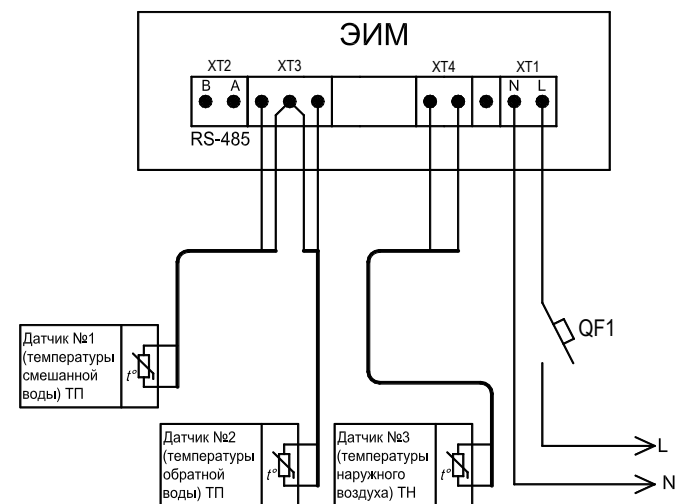 ЭИМ
XT2 XT3 XT4 XT1
B A N L
RS-485
QF1
Датчик №1
(температуры
смешанной
воды) ТП
t°
Датчик №2
(температуры
обратной
воды) ТП
t°
Датчик №3
(температуры
наружного
воздуха) ТН
t°
L
N